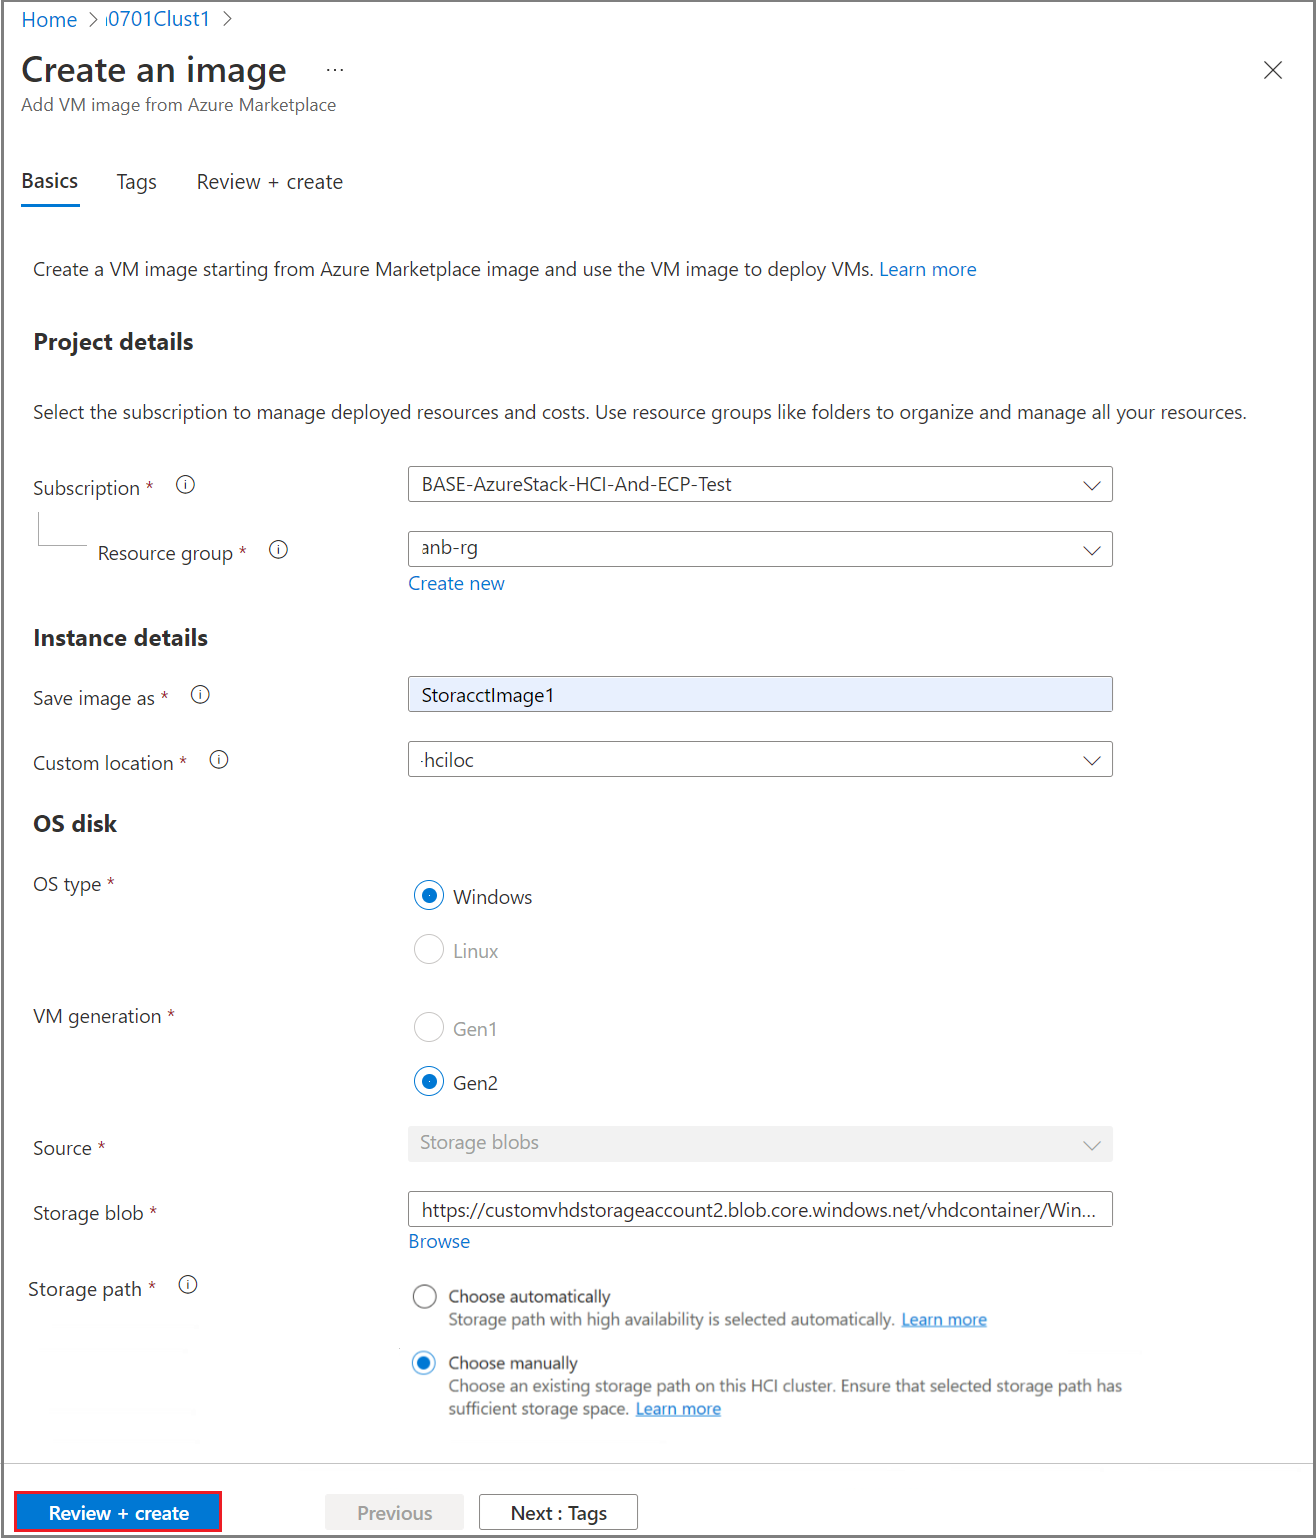 Home > 0701Clust1 >
Create an image ...
Add VM image from Azure Marketplace
Basics Tags Review + create
Create a VM image starting from Azure Marketplace image and use the VM image to deploy VMs. Learn more
Project details
Select the subscription to manage deployed resources and costs. Use resource groups like folders to organize and manage all your resources.
Subscription * BASE-AzureStack-HCI-And-ECP-Test
Resource group * anb-rg
Create new
Instance details
Save image as * StoracctImage1
Custom location * -hciloc
OS disk
OS type *
Windows
Linux
VM generation *
Gen1
Gen2
Source * Storage blobs
Storage blob * https://customvhdstorageaccount2.blob.core.windows.net/vhdcontainer/Win...
Browse
Storage path *
Choose automatically
Storage path with high availability is selected automatically. Learn more
Choose manually
Choose an existing storage path on this HCI cluster. Ensure that selected storage path has
sufficient storage space. Learn more
Review + create Previous Next : Tags